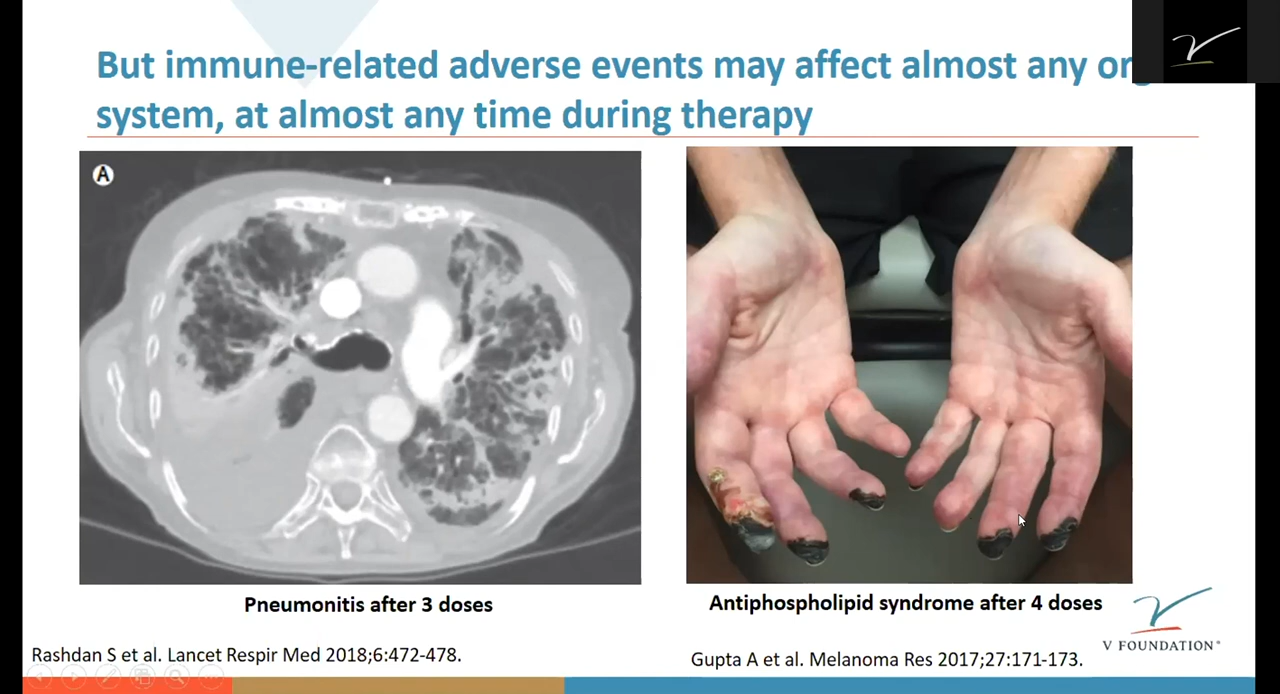 But immune-related adverse events may affect almost any
system, at almost any time during therapy
A
Pneumonitis after 3 doses
Antiphospholipid syndrome after 4 doses
Rashdan S et al. Lancet Respir Med 2018;6:472-478.
Gupta A et al. Melanoma Res 2017;27:171-173.
V FOUNDATION®